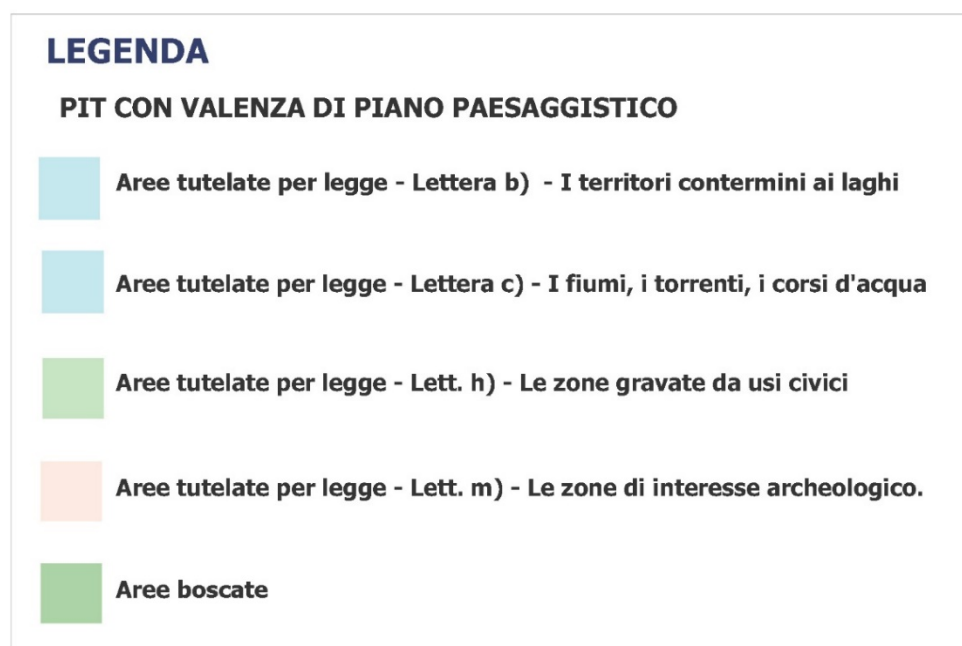 LEGENDA
PIT CON VALENZA DI PIANO PAESAGGISTICO
Aree tutelate per legge - Lettera b)  - I territori contermini ai laghi
Aree tutelate per legge - Lettera c) - I fiumi, i torrenti, i corsi d'acqua
Aree tutelate per legge - Lett. h) - Le zone gravate da usi civici
Aree tutelate per legge - Lett. m) - Le zone di interesse archeologico.
Aree boscate